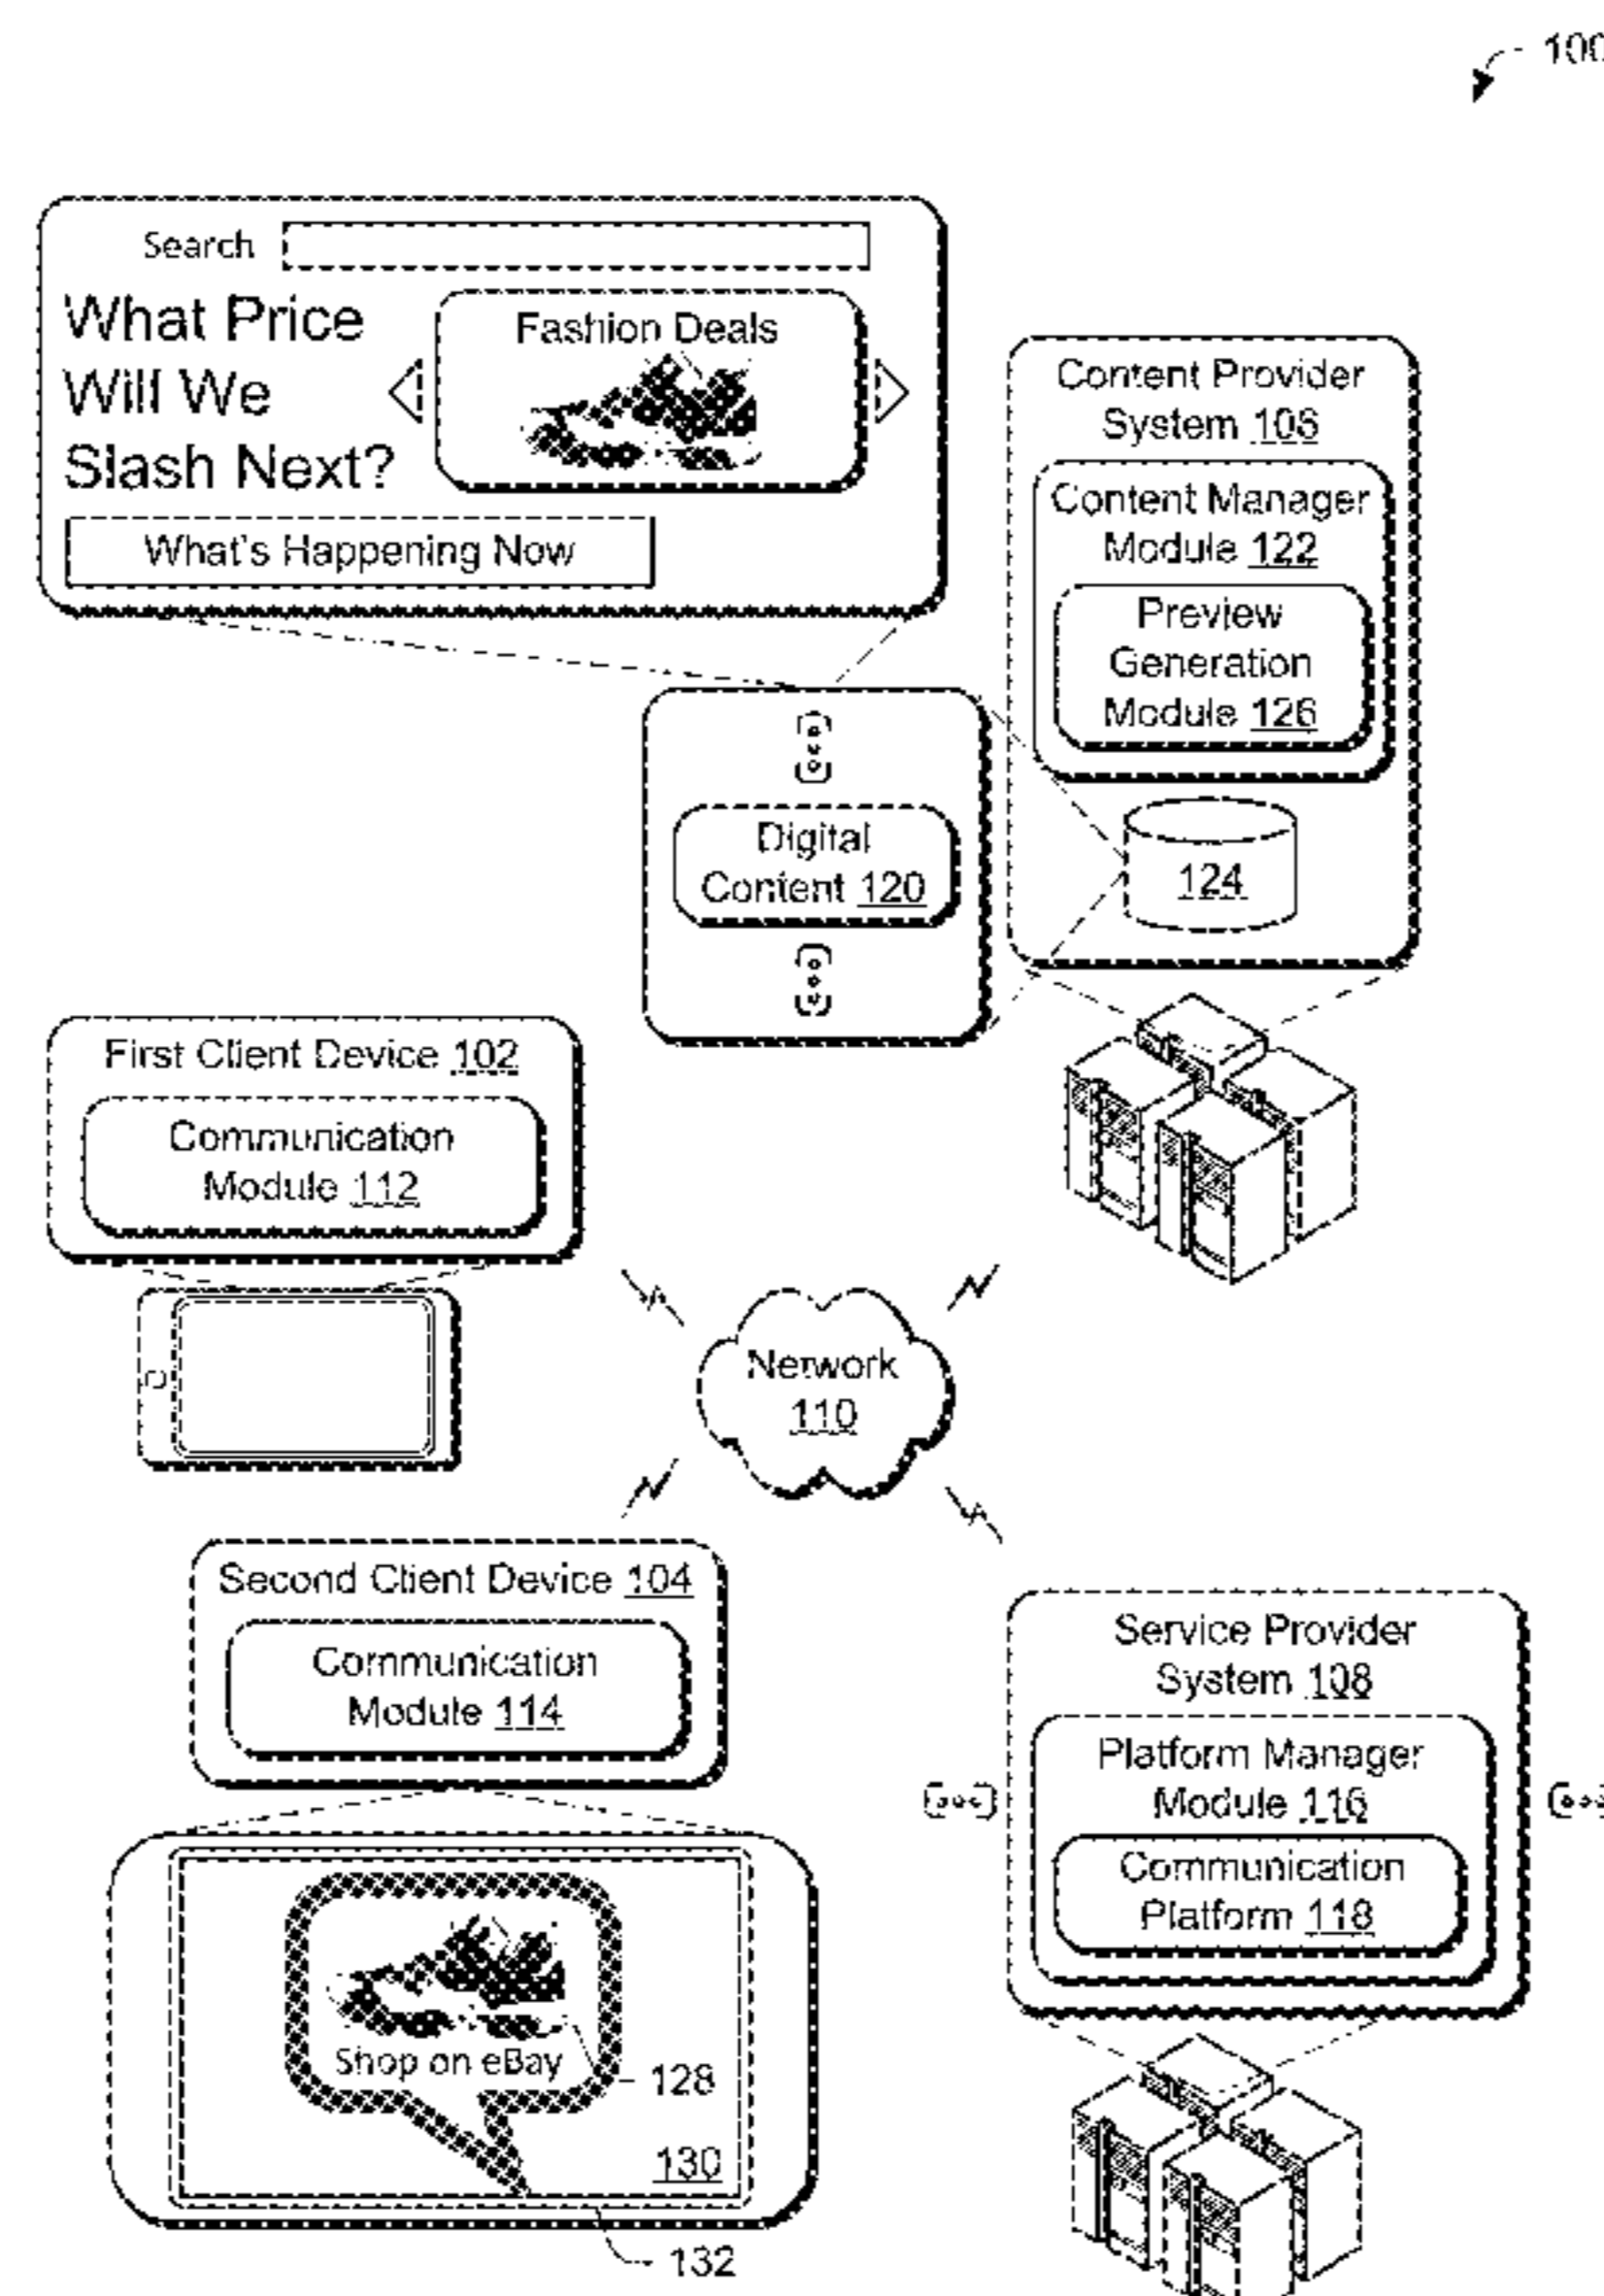 100
Search
What Price
Will We
Slash Next?
Fashion Deals
What's Happening Now
Content Provider
System 106
Content Manager
Module 122
Preview
Generation
Module 126
124
Digital
Content 120
First Client Device 102
Communication
Module 112
Network
110
Second Client Device 104
Communication
Module 114
Service Provider
System 108
Platform Manager
Module 116
Communication
Platform 118
Shop on eBay
128
130
132